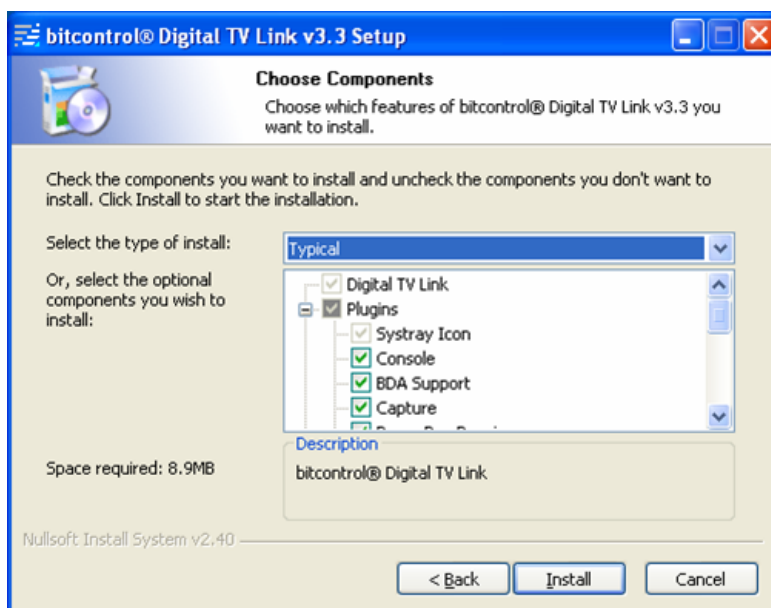 bitcontrol® Digital TV Link v3.3 Setup
Choose Components
Choose which features of bitcontrol® Digital TV Link v3.3 you
want to install.
Check the components you want to install and uncheck the components you don't want to
install. Click Install to start the installation.
Select the type of install:
Typical
Or, select the optional
components you wish to
install:
Digital TV Link
Plugins
Systray Icon
Console
BDA Support
Capture
Description
bitcontrol® Digital TV Link
Space required: 8.9MB
Nullsoft Install System v2.40
< Back
Install
Cancel